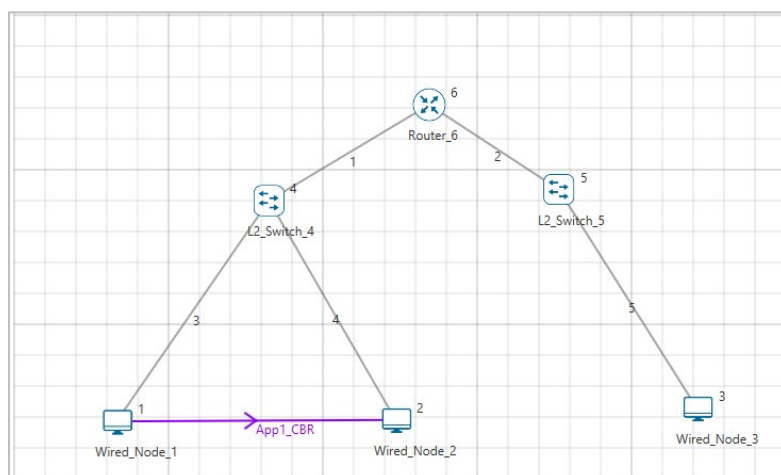 6
Router_6
1
2
4
5
L2_Switch_4
L2_Switch_5
3
4
5
1
2
3
App1_CBR
Wired_Node_1
Wired_Node_2
Wired_Node_3